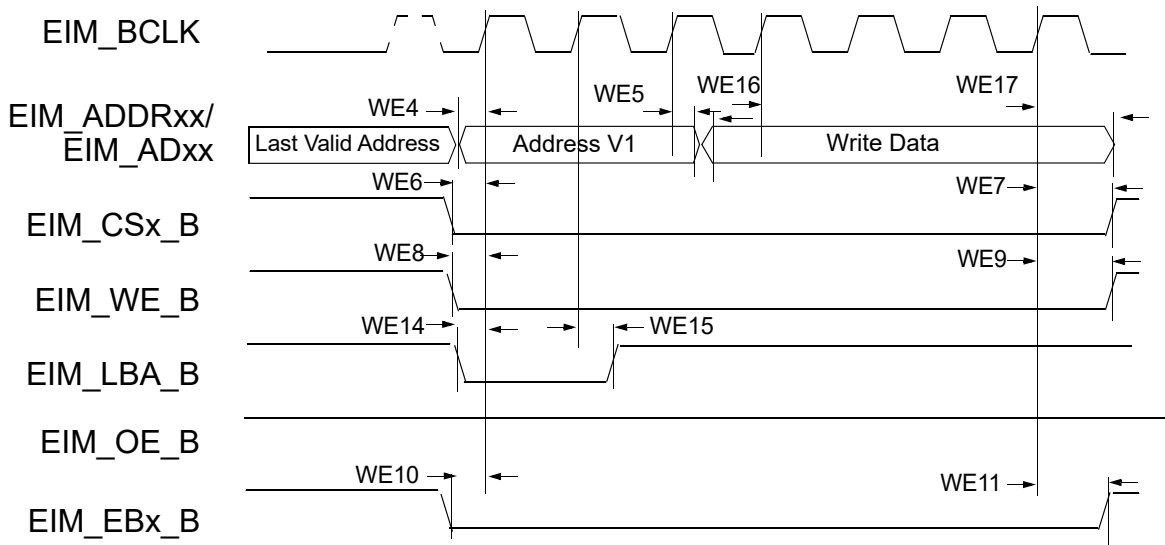 EIM_BCLK
WE5
WE16
WE17
WE4
EIM_ADDRxx/
EIM_ADxx
Last Valid Address
Address V1
Write Data
WE6
WE7
EIM_CSx_B
WE8
WE9
EIM_WE_B
WE14
WE15
EIM_LBA_B
EIM_OE_B
WE10
WE11
EIM_EBx_B